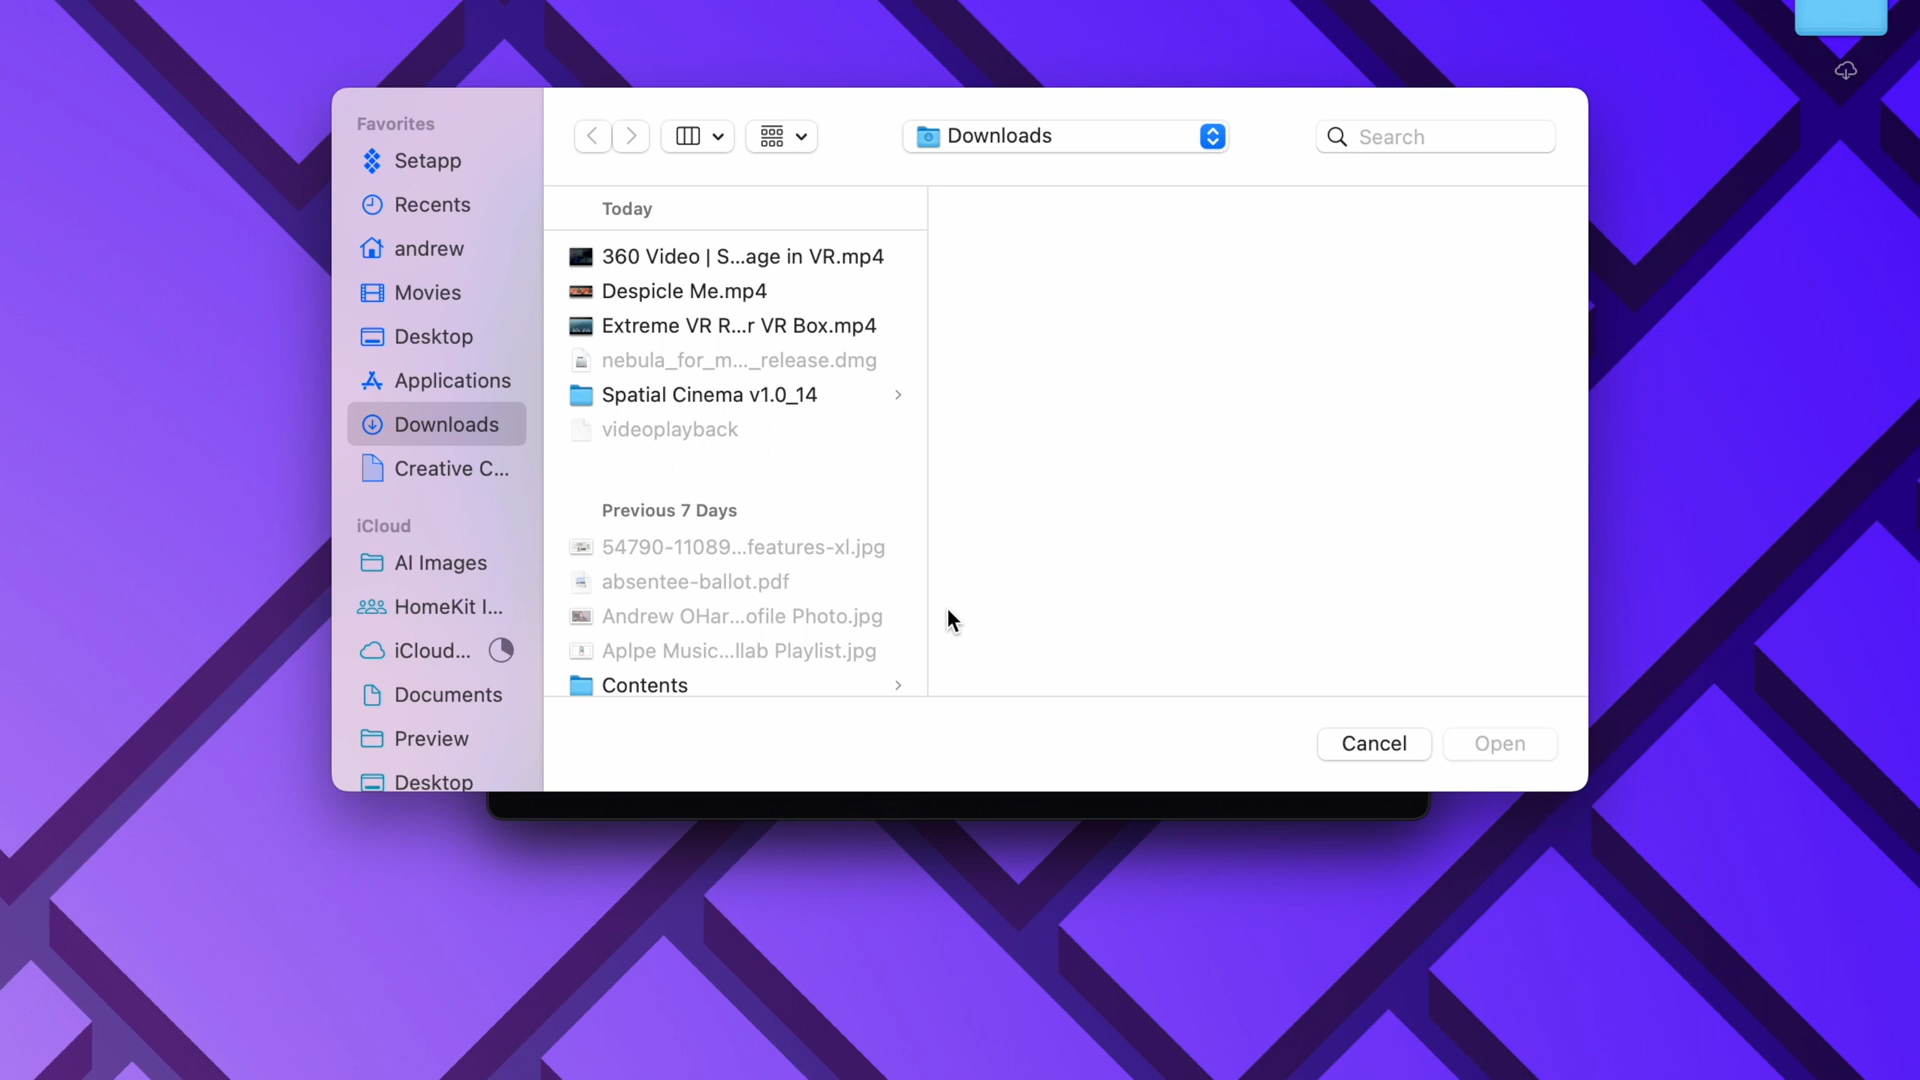 Favorites
Setapp
Recents
andrew
Movies
Desktop
Applications
Downloads
Creative C...
iCloud
AI Images
HomeKit I...
iCloud...
Documents
Preview
Desktop
Downloads
Search
Today
360 Video | S...age in VR.mp4
Despicle Me.mp4
Extreme VR R...r VR Box.mp4
nebula_for_m..._release.dmg
Spatial Cinema v1.0_14
videoplayback
Previous 7 Days
54790-11089...features-xl.jpg
absentee-ballot.pdf
Andrew OHar...ofile Photo.jpg
Aplpe Music...llab Playlist.jpg
Contents
Cancel
Open